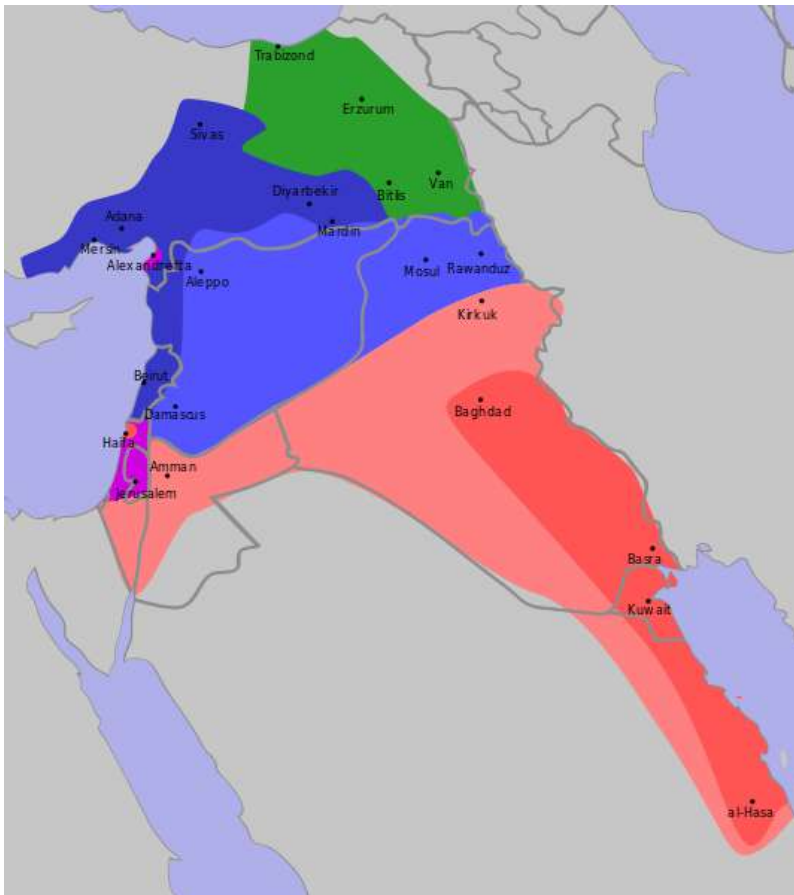 Trabizond
Erzurum
Sivas
Van
Bitlis
Diyarbekir
Mardin
Adana
Mersin
Alexandretta
Aleppo
Mosul
Rawanduz
Kirkuk
Beirut
Damascus
Baghdad
Haifa
Amman
Jerusalem
Basra
Kuwait
al-Hasa